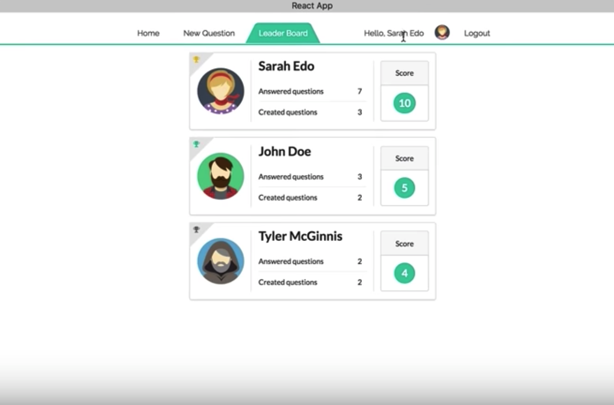 React App
Home New Question Leader Board Hello, Sarah Edo Logout
Sarah Edo
Answered questions 7
Created questions 3
Score
10
John Doe
Answered questions 3
Created questions 2
Score
5
Tyler McGinnis
Answered questions 2
Created questions 2
Score
4